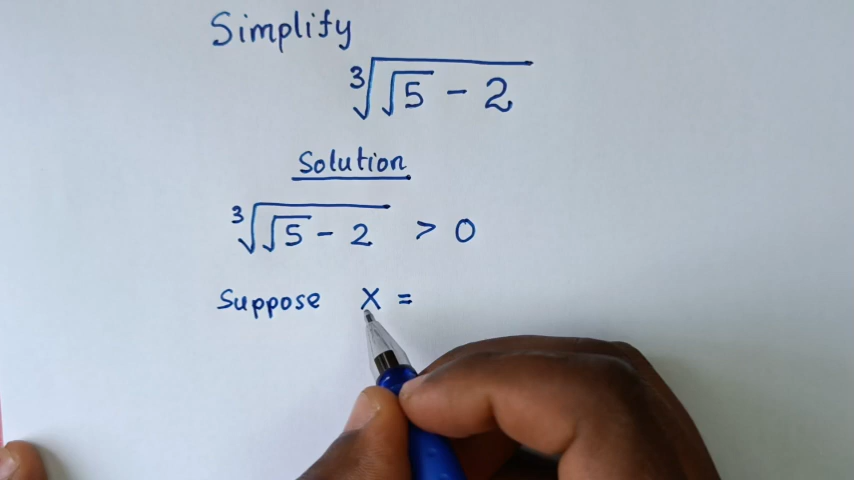 Simplify
∛(√5 - 2)
Solution
∛(√5 - 2) > 0
Suppose x =